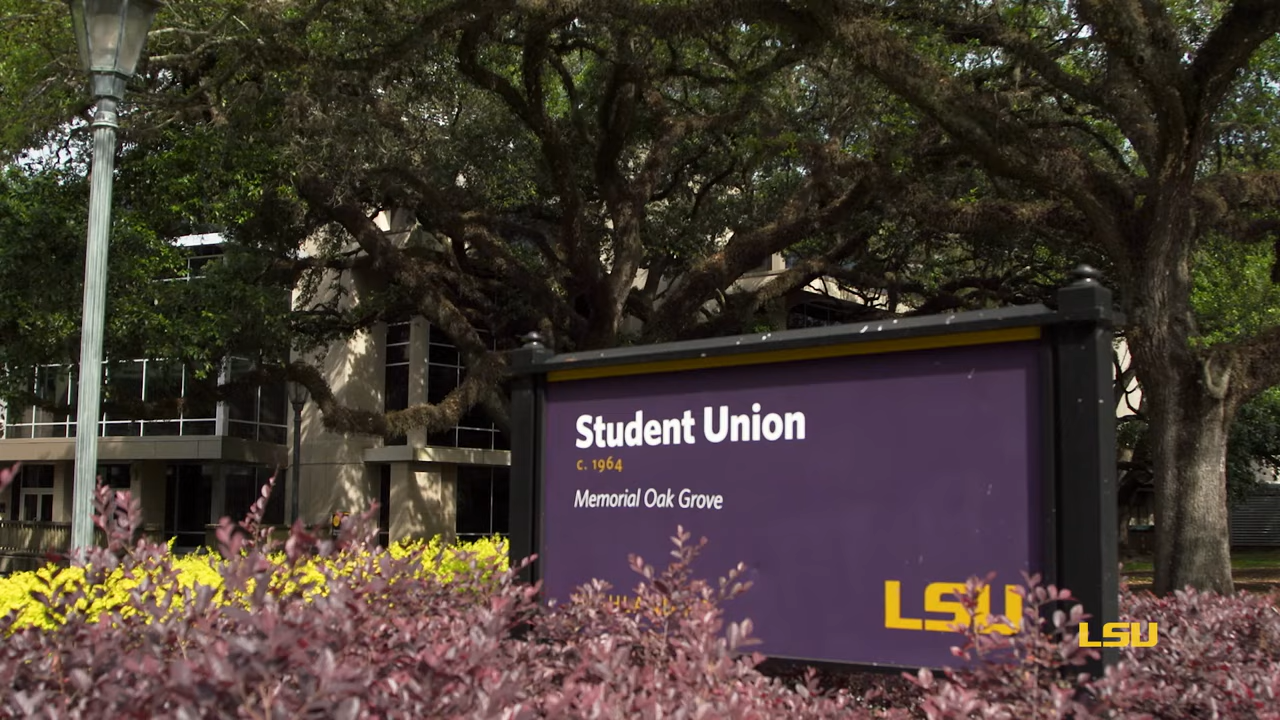 Student Union
c. 1964
Memorial Oak Grove
LSU
LSU